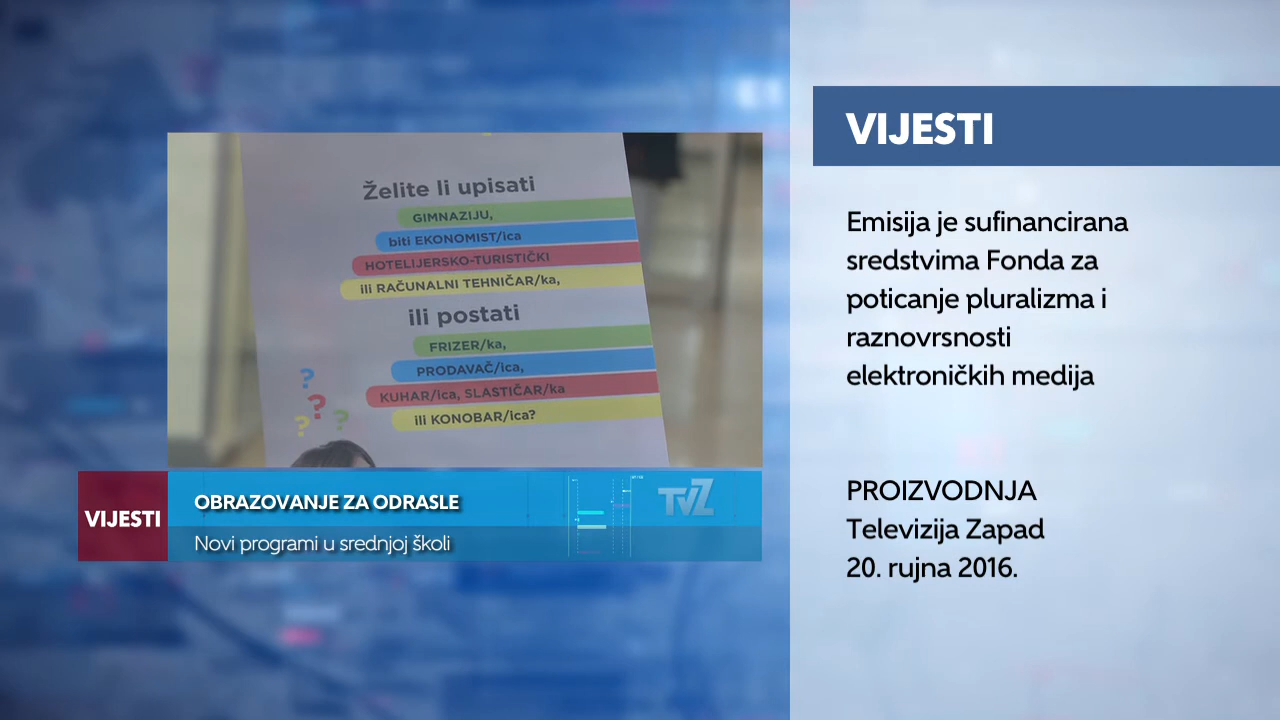 Želite li upisati
GIMNAZIJU,
biti EKONOMIST/ica
HOTELIJERSKO-TURISTIČKI
ili RAČUNALNI TEHNIČAR/ka,
ili postati
FRIZER/ka,
PRODAVAČ/ica,
KUHAR/ica, SLASTIČAR/ka
ili KONOBAR/ica?
? ? ? ?
VIJESTI
OBRAZOVANJE ZA ODRASLE
Novi programi u srednjoj školi
TVZ
VIJESTI
Emisija je sufinancirana
sredstvima Fonda za
poticanje pluralizma i
raznovrsnosti
elektroničkih medija
PROIZVODNJA
Televizija Zapad
20. rujna 2016.